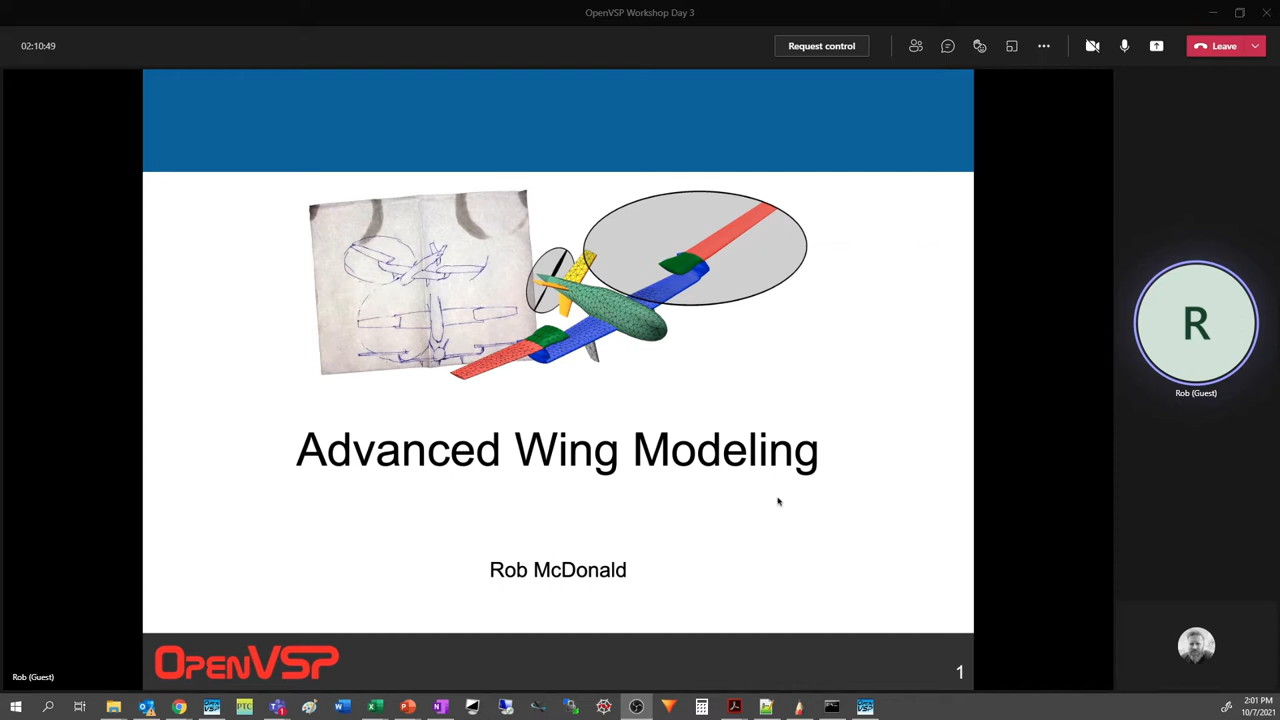 OpenVSP Workshop Day 3
02:10:49
Request control
Leave
R
Rob (Guest)
Advanced Wing Modeling
Rob McDonald
OPENVSP
1
Rob (Guest)
PTC
2:01 PM
10/7/2021